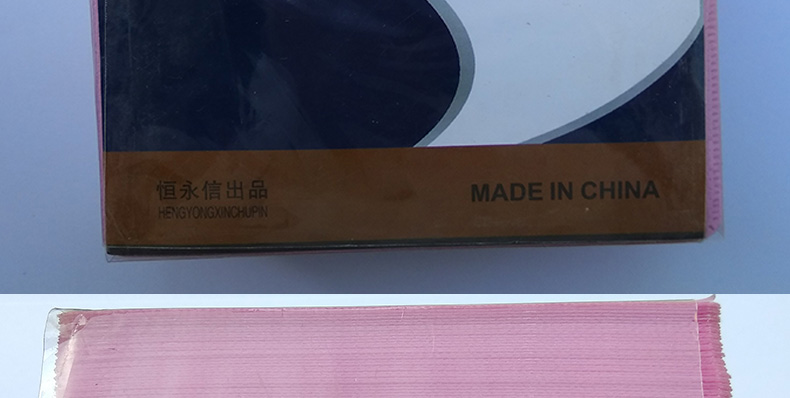 恒永信出品
HENGYONGXINCHUPIN
MADE IN CHINA